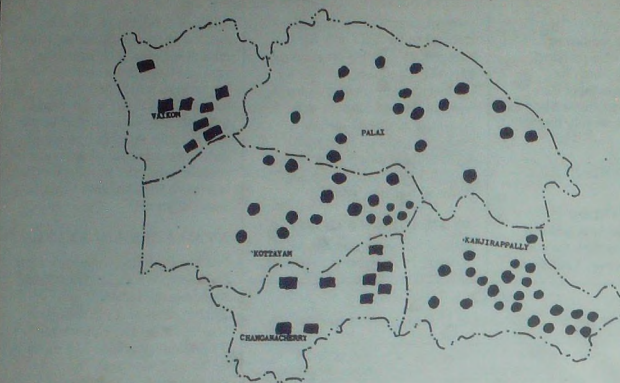 VAIKOM
PALAI
KOTTAYAM
KANJIRAPPALLY
CHANGANACHERRY